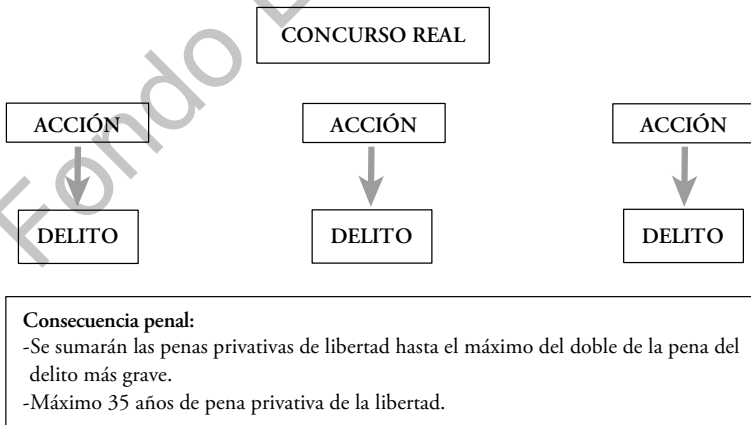 CONCURSO REAL
ACCIÓN ACCIÓN ACCIÓN
DELITO DELITO DELITO
Consecuencia penal:
-Se sumarán las penas privativas de libertad hasta el máximo del doble de la pena del
delito más grave.
-Máximo 35 años de pena privativa de la libertad.
Fondo